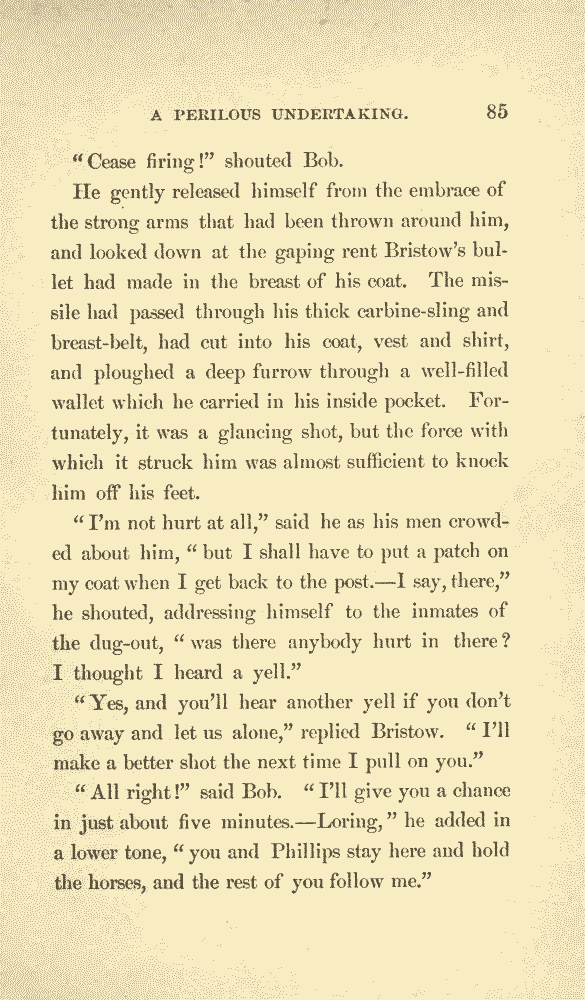 A PERILOUS UNDERTAKING. 85
“Cease firing!” shouted Bob.
He gently released himself from the embrace of
the strong arms that had been thrown around him,
and looked down at the gaping rent Bristow’s bul-
let had made in the breast of his coat. The mis-
sile had passed through his thick carbine-sling and
breast-belt, had cut into his coat, vest and shirt,
and ploughed a deep furrow through a well-filled
wallet which he carried in his inside pocket. For-
tunately, it was a glancing shot, but the force with
which it struck him was almost sufficient to knock
him off his feet.
“I’m not hurt at all,” said he as his men crowd-
ed about him, “but I shall have to put a patch on
my coat when I get back to the post.—I say, there,”
he shouted, addressing himself to the inmates of
the dug-out, “was there anybody hurt in there?
I thought I heard a yell.”
“Yes, and you’ll hear another yell if you don’t
go away and let us alone,” replied Bristow. “I’ll
make a better shot the next time I pull on you.”
“All right!” said Bob. “I’ll give you a chance
in just about five minutes.—Loring,” he added in
a lower tone, “you and Phillips stay here and hold
the horses, and the rest of you follow me.”